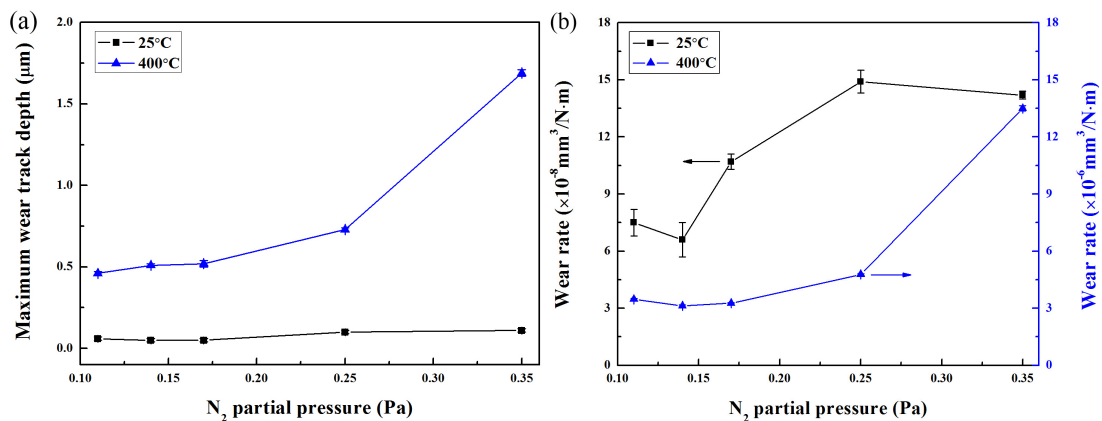 (a)
Maximum wear track depth (μm)
2.0
1.5
1.0
0.5
0.0
25°C
400°C
0.10
0.15
0.20
0.25
0.30
0.35
N₂ partial pressure (Pa)
(b)
Wear rate (×10⁻⁸mm³/N·m)
18
15
12
9
6
3
0
25°C
400°C
0.10
0.15
0.20
0.25
0.30
0.35
N₂ partial pressure (Pa)
18
15
12
9
6
3
0
Wear rate (×10⁻⁶mm³/N·m)